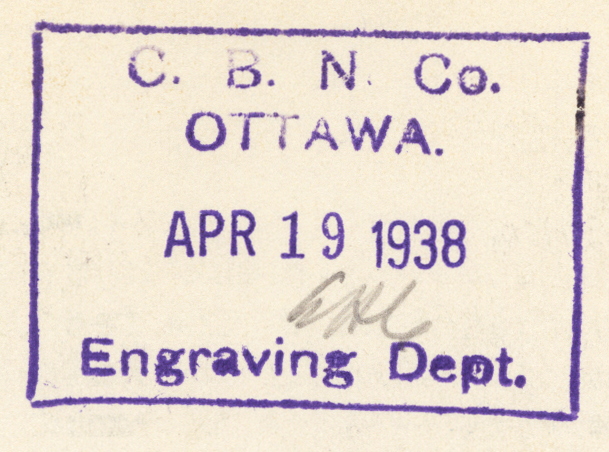 C. B. N. Co.
OTTAWA.
APR 19 1938
Engraving Dept.